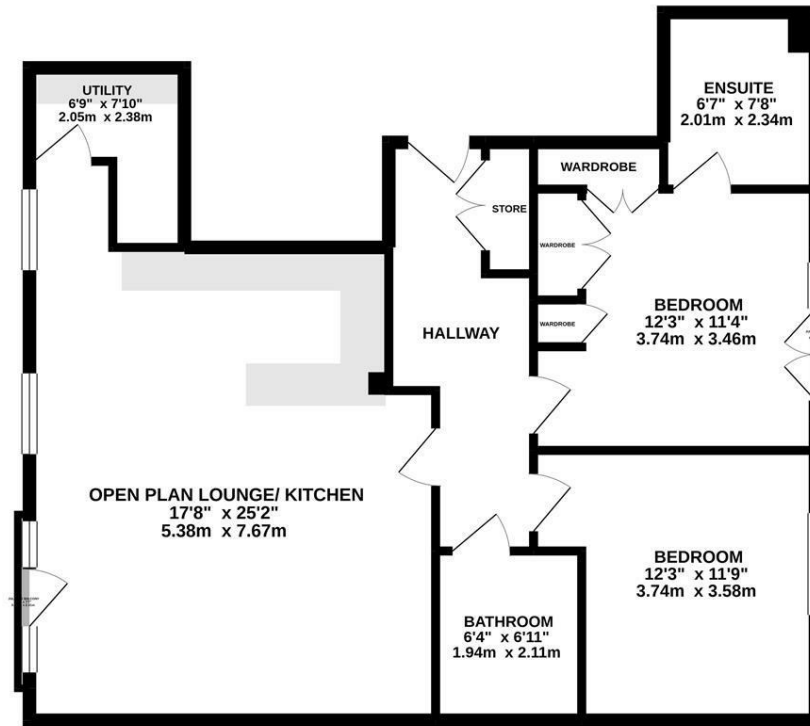 UTILITY
6'9" x 7'10"
2.05m x 2.38m
ENSUITE
6'7" x 7'8"
2.01m x 2.34m
WARDROBE
STORE
WARDROBE
BEDROOM
12'3" x 11'4"
3.74m x 3.46m
WARDROBE
HALLWAY
OPEN PLAN LOUNGE/ KITCHEN
17'8" x 25'2"
5.38m x 7.67m
BEDROOM
12'3" x 11'9"
3.74m x 3.58m
BATHROOM
6'4" x 6'11"
1.94m x 2.11m